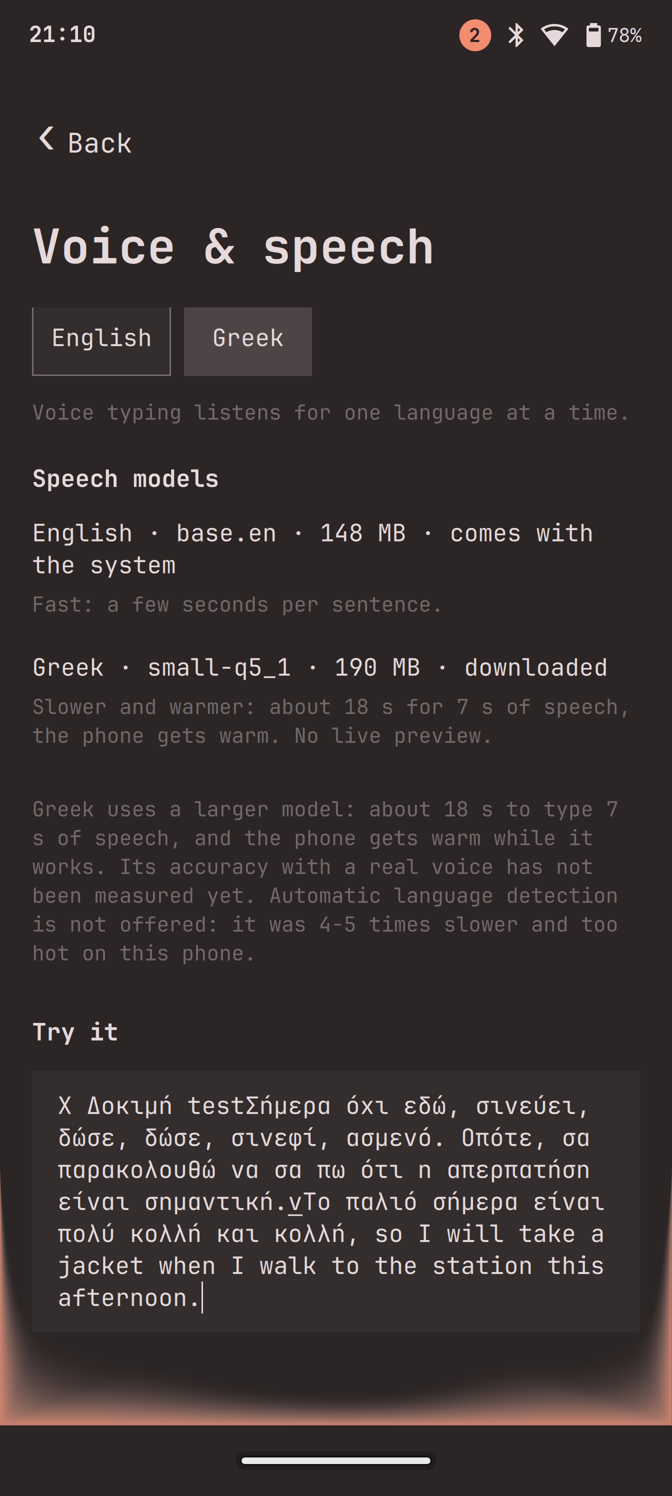 21:10
2
78%
Back
Voice & speech
English
Greek
Voice typing listens for one language at a time.
Speech models
English · base.en · 148 MB · comes with
the system
Fast: a few seconds per sentence.
Greek · small-q5_1 · 190 MB · downloaded
Slower and warmer: about 18 s for 7 s of speech,
the phone gets warm. No live preview.
Greek uses a larger model: about 18 s to type 7
s of speech, and the phone gets warm while it
works. Its accuracy with a real voice has not
been measured yet. Automatic language detection
is not offered: it was 4-5 times slower and too
hot on this phone.
Try it
Χ Δοκιμή testΣήμερα όχι εδώ, σινεύει,
δώσε, δώσε, σινεφί, ασμενό. Οπότε, σα
παρακολουθώ να σα πω ότι η απερπατήση
είναι σημαντική.vΤο παλιό σήμερα είναι
πολύ κολλή και κολλή, so I will take a
jacket when I walk to the station this
afternoon.